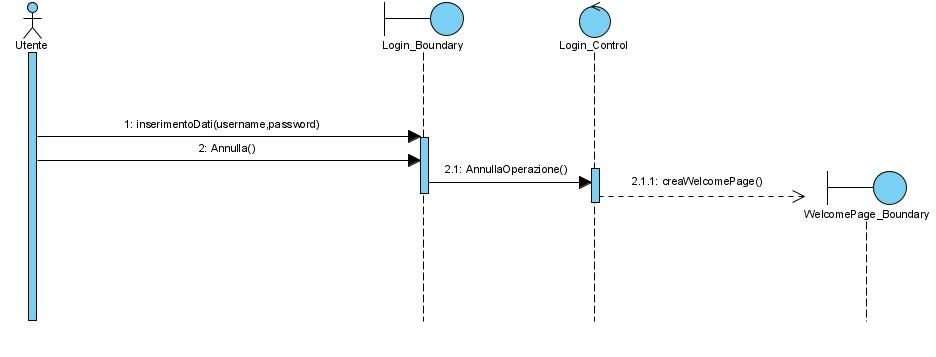 Utente
Login_Boundary
Login_Control
1: inserimentoDati(username,password)
2: Annulla()
2.1: AnnullaOperazione()
2.1.1: creaWelcomePage()
WelcomePage_Boundary